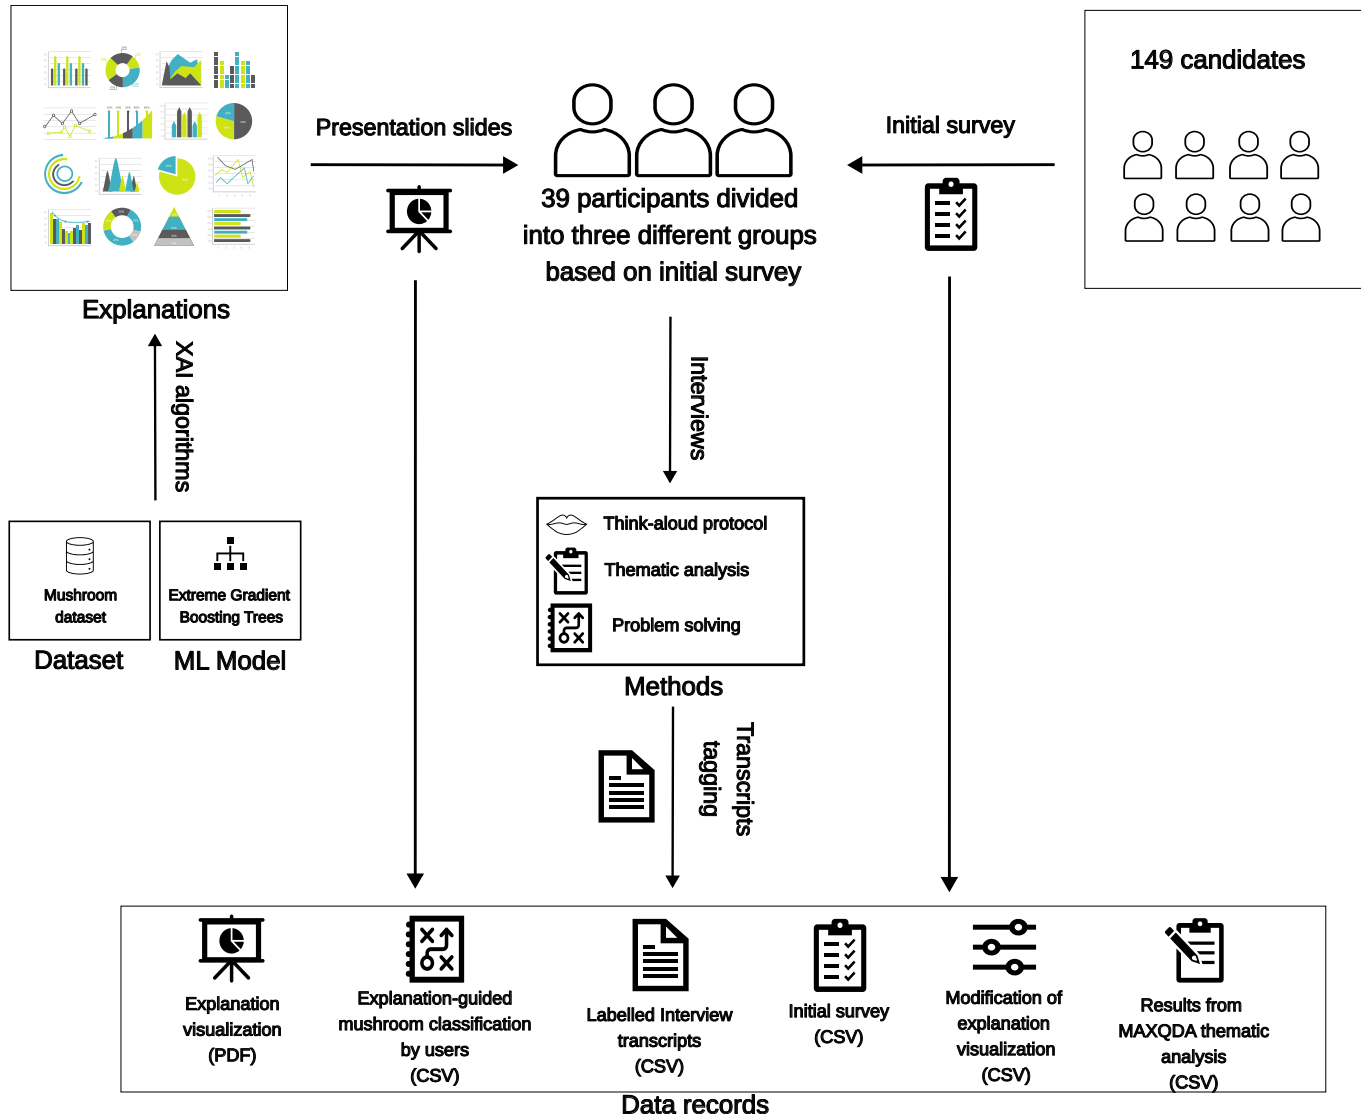 149 candidates
Presentation slides
Initial survey
39 participants divided
into three different groups
based on initial survey
Explanations
XAI algorithms
Interviews
Mushroom
dataset
Extreme Gradient
Boosting Trees
Dataset
ML Model
Think-aloud protocol
Thematic analysis
Problem solving
Methods
Transcripts
tagging
Explanation
visualization
(PDF)
Explanation-guided
mushroom classification
by users
(CSV)
Labelled Interview
transcripts
(CSV)
Initial survey
(CSV)
Modification of
explanation
visualization
(CSV)
Results from
MAXQDA thematic
analysis
(CSV)
Data records